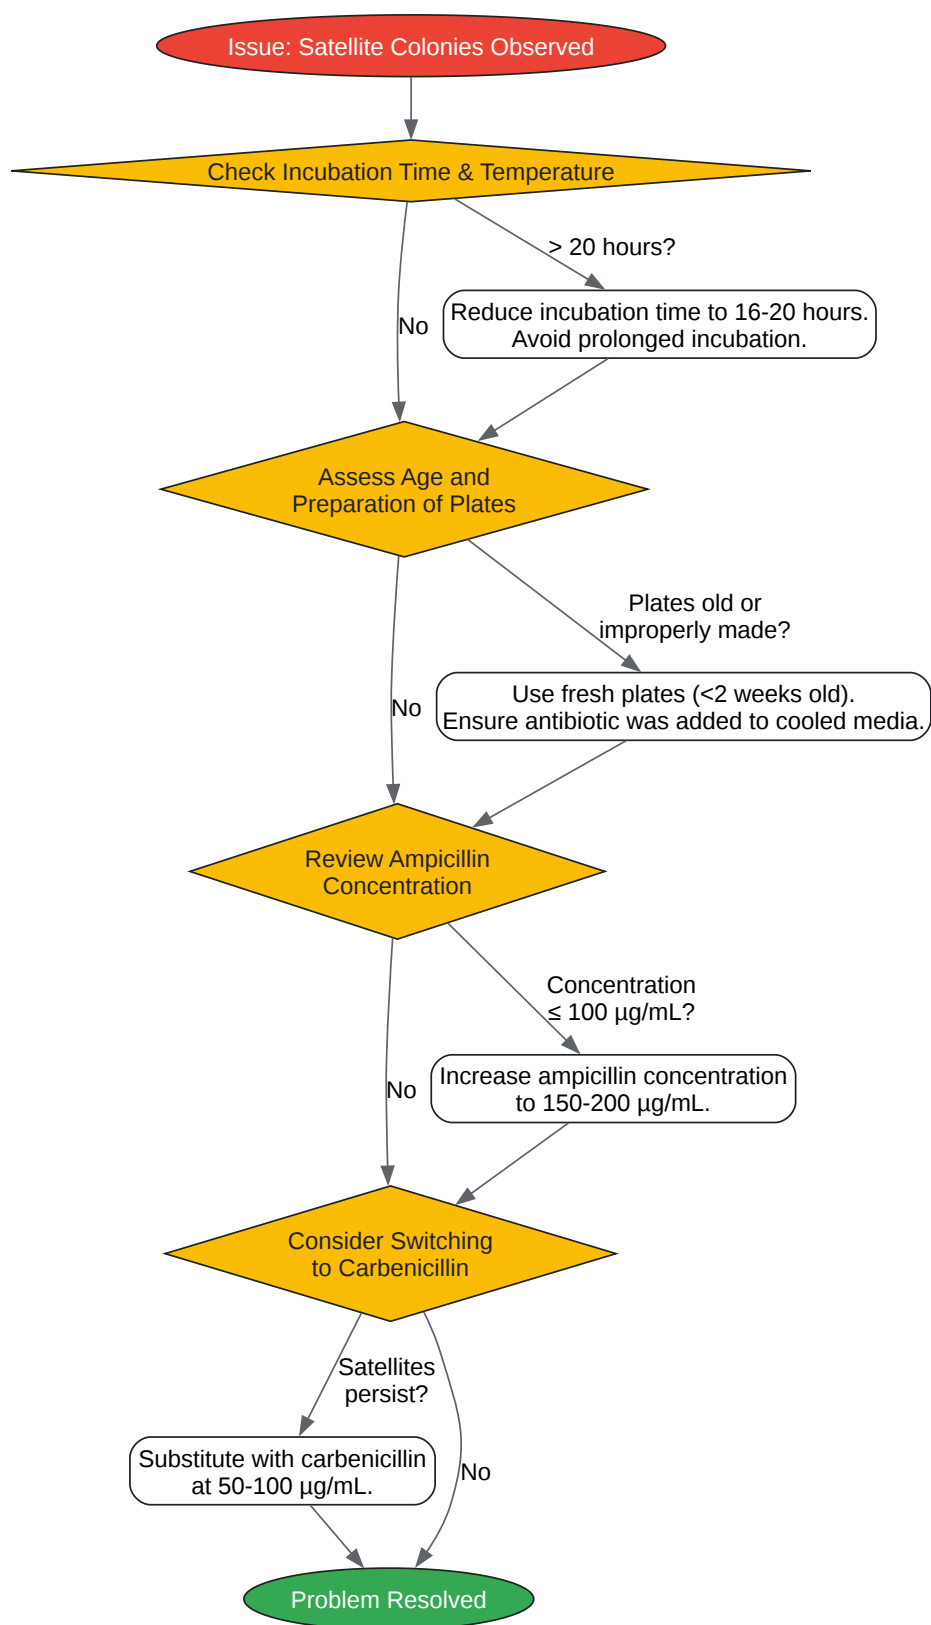 Issue: Satellite Colonies Observed
Check Incubation Time & Temperature
> 20 hours?
Reduce incubation time to 16-20 hours.
Avoid prolonged incubation.
No
Assess Age and
Preparation of Plates
Plates old or
improperly made?
Use fresh plates (<2 weeks old).
Ensure antibiotic was added to cooled media.
No
Review Ampicillin
Concentration
Concentration
≤ 100 µg/mL?
Increase ampicillin concentration
to 150-200 µg/mL.
No
Consider Switching
to Carbenicillin
Satellites
persist?
Substitute with carbenicillin
at 50-100 µg/mL.
No
Problem Resolved